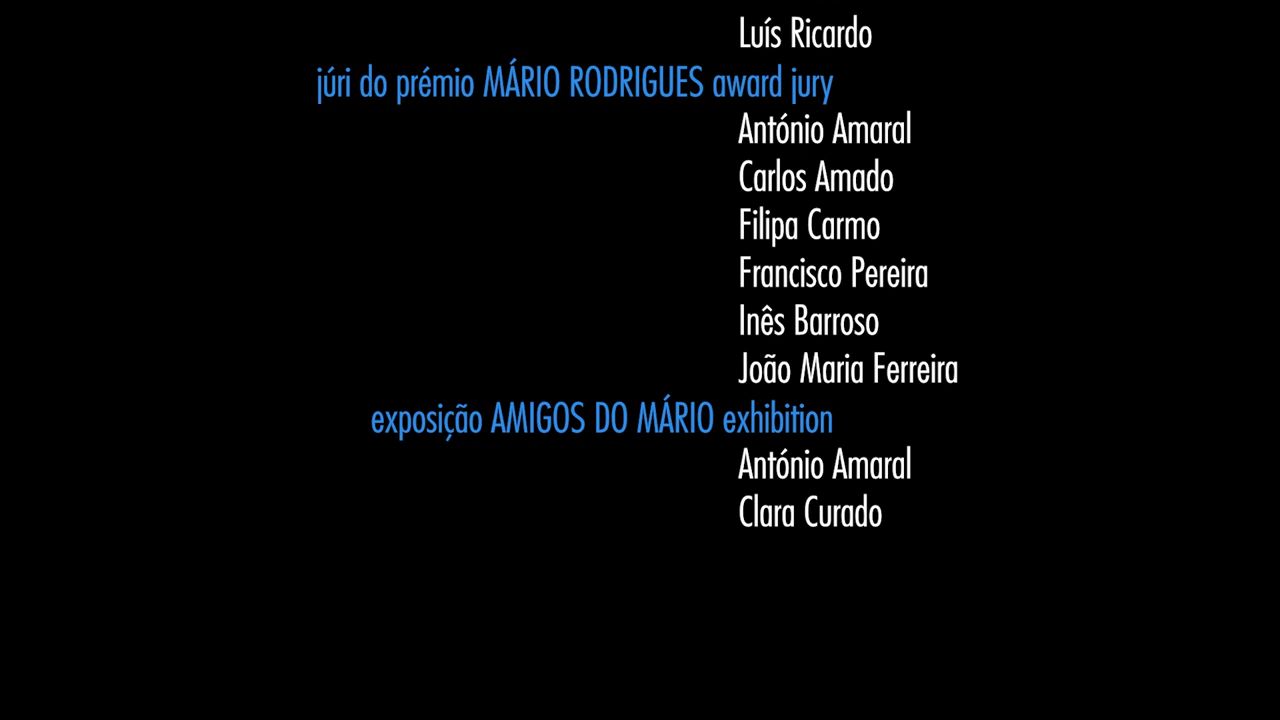 Luís Ricardo
júri do prémio MÁRIO RODRIGUES award jury
António Amaral
Carlos Amado
Filipa Carmo
Francisco Pereira
Inês Barroso
João Maria Ferreira
exposição AMIGOS DO MÁRIO exhibition
António Amaral
Clara Curado